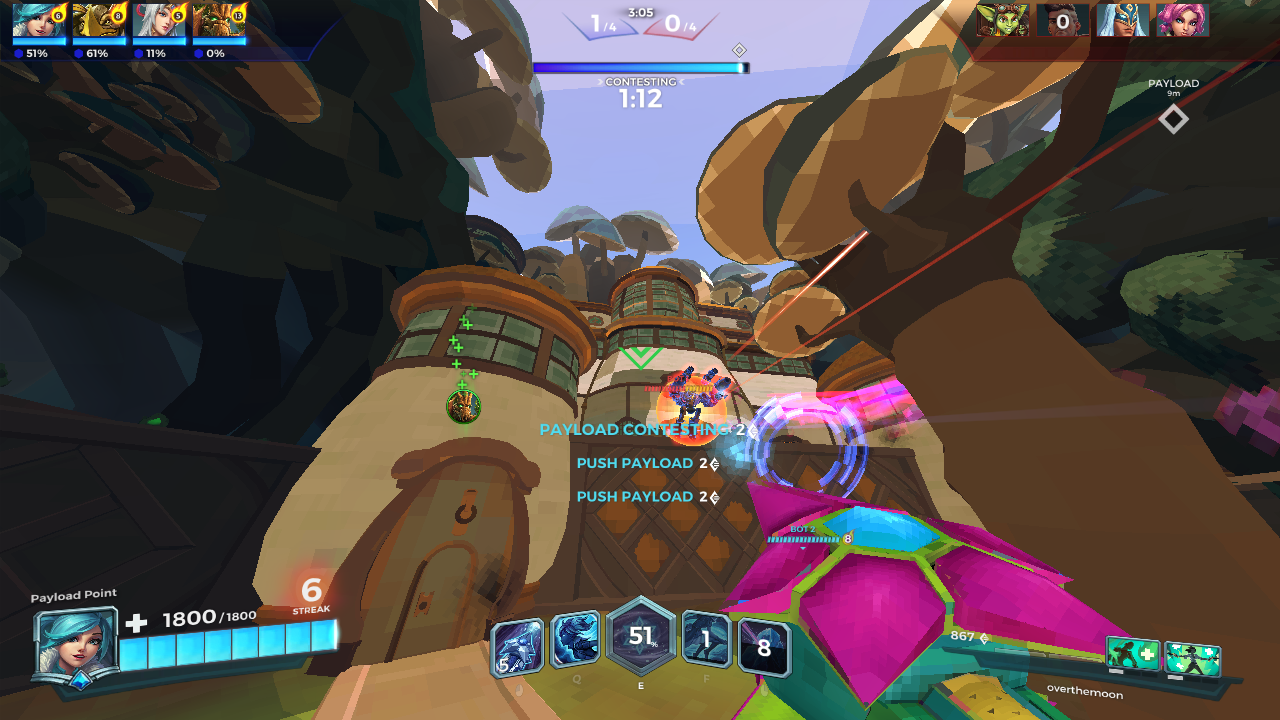 6
8
5
13
51%
61%
11%
0%
3:05
1/4
0/4
0
CONTESTING
1:12
PAYLOAD
9m
PAYLOAD CONTESTING 2
PUSH PAYLOAD 2
PUSH PAYLOAD 2
BOT 2
8
Payload Point
1800/1800
6
STREAK
5
51%
1
8
Q
E
F
867
overthemoon